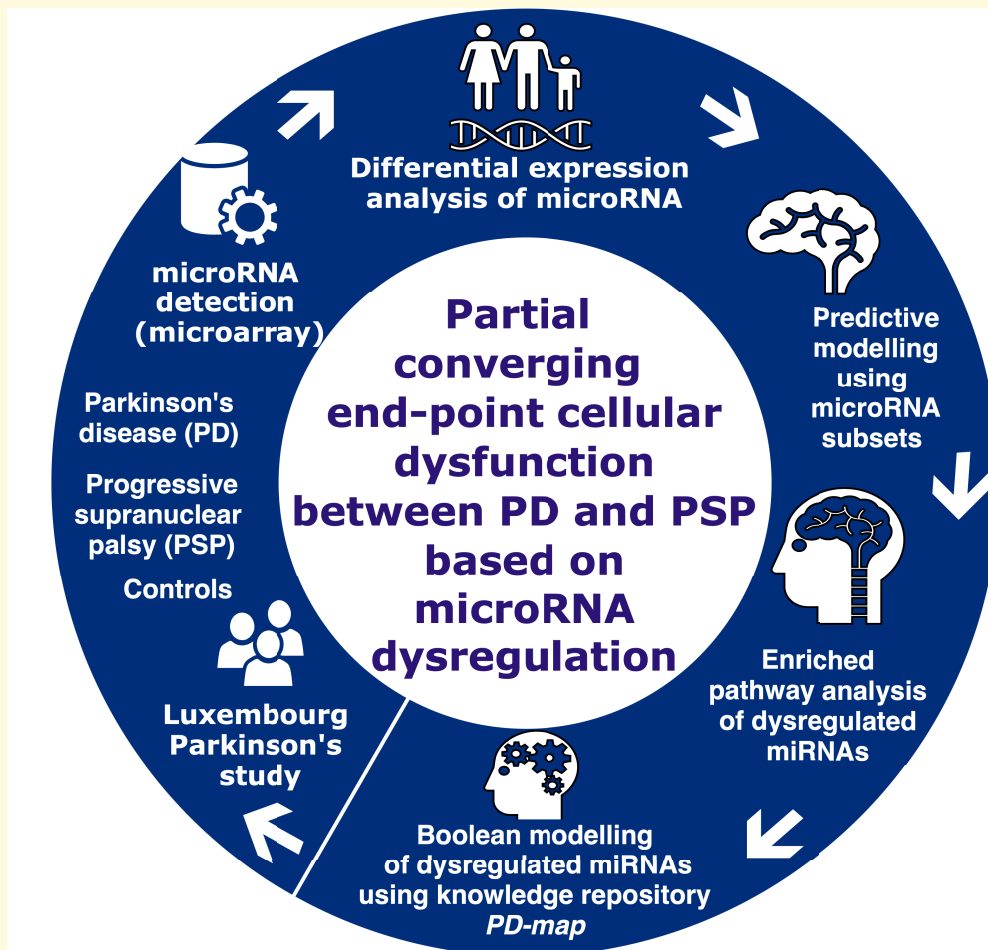 Partial
converging
end-point cellular
dysfunction
between PD and PSP
based on
microRNA
dysregulation
Luxembourg
Parkinson's
study
Controls
Progressive
supranuclear
palsy (PSP)
Parkinson's
disease (PD)
microRNA
detection
(microarray)
Differential expression
analysis of microRNA
Predictive
modelling
using
microRNA
subsets
Enriched
pathway analysis
of dysregulated
miRNAs
Boolean modelling
of dysregulated miRNAs
using knowledge repository
PD-map